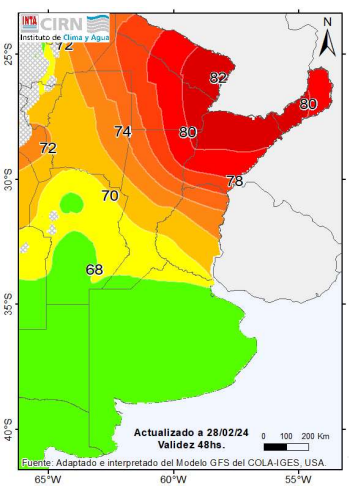 INTA CIRN
Instituto de Clima y Agua
N
25°S
72
82
80
80
74
72
78
70
30°S
68
35°S
40°S
Actualizado a 28/02/24
Validez 48hs.
0 100 200 Km
Fuente: Adaptado e interpretado del Modelo GFS del COLA-IGES, USA.
65°W 60°W 55°W